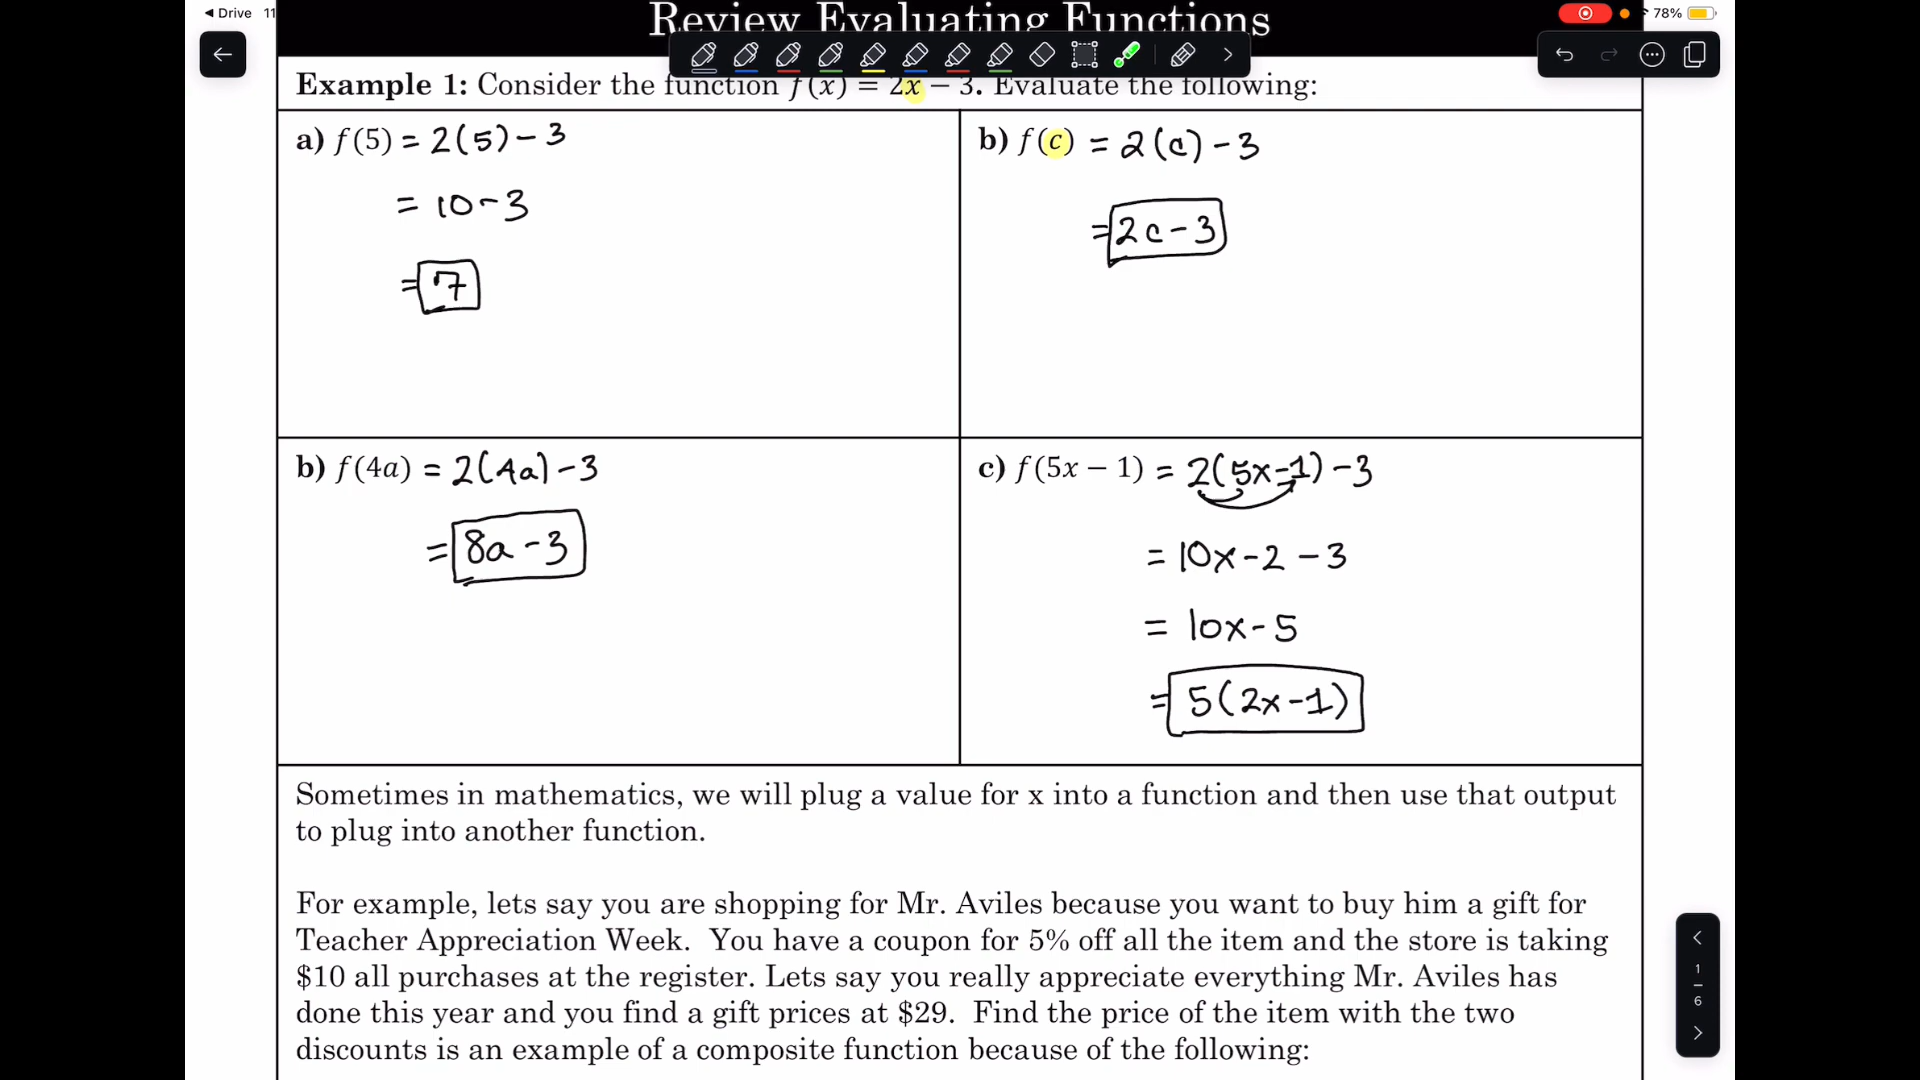 Drive 11
78%
Review Evaluating Functions
Example 1: Consider the function f(x) = 2x − 3. Evaluate the following:
a) f(5) = 2(5) − 3
= 10 − 3
= 7
b) f(c) = 2(c) − 3
= 2c − 3
b) f(4a) = 2(4a) − 3
= 8a − 3
c) f(5x − 1) = 2(5x − 1) − 3
= 10x − 2 − 3
= 10x − 5
= 5(2x − 1)
Sometimes in mathematics, we will plug a value for x into a function and then use that output
to plug into another function.
For example, lets say you are shopping for Mr. Aviles because you want to buy him a gift for
Teacher Appreciation Week. You have a coupon for 5% off all the item and the store is taking
$10 all purchases at the register. Lets say you really appreciate everything Mr. Aviles has
done this year and you find a gift prices at $29. Find the price of the item with the two
discounts is an example of a composite function because of the following:
1
6